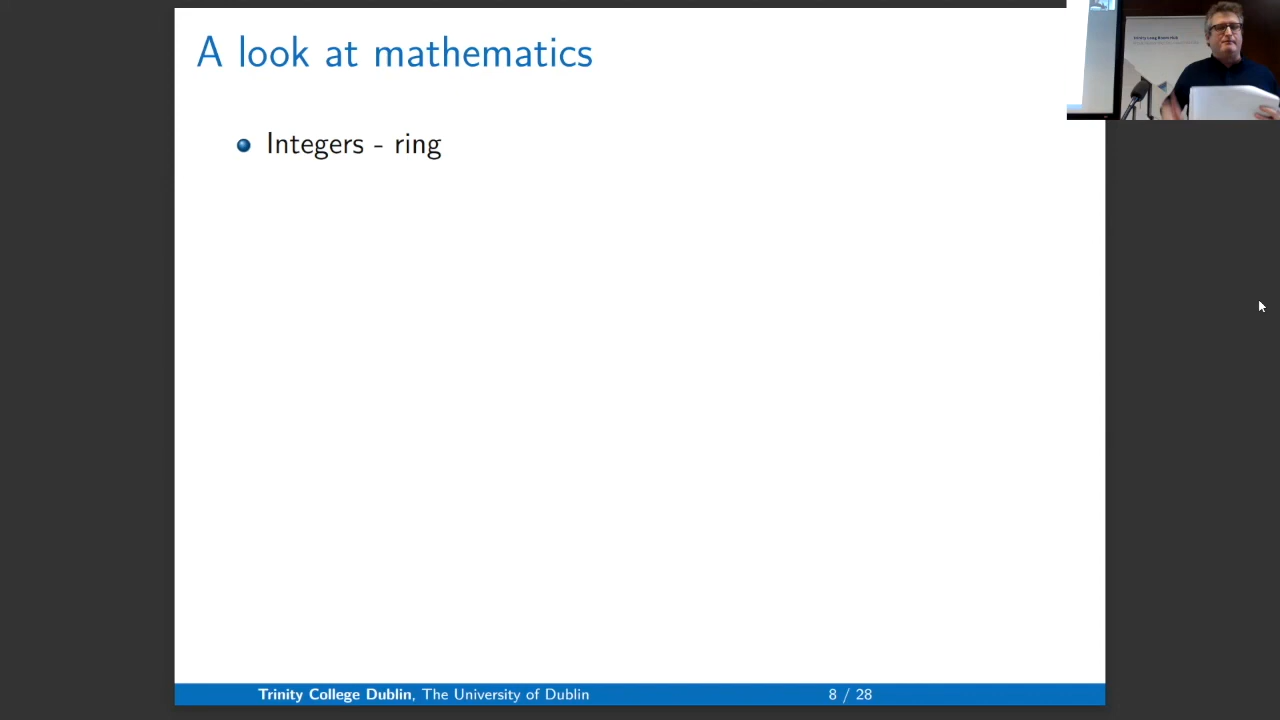 A look at mathematics
Integers - ring
Trinity College Dublin, The University of Dublin
8 / 28